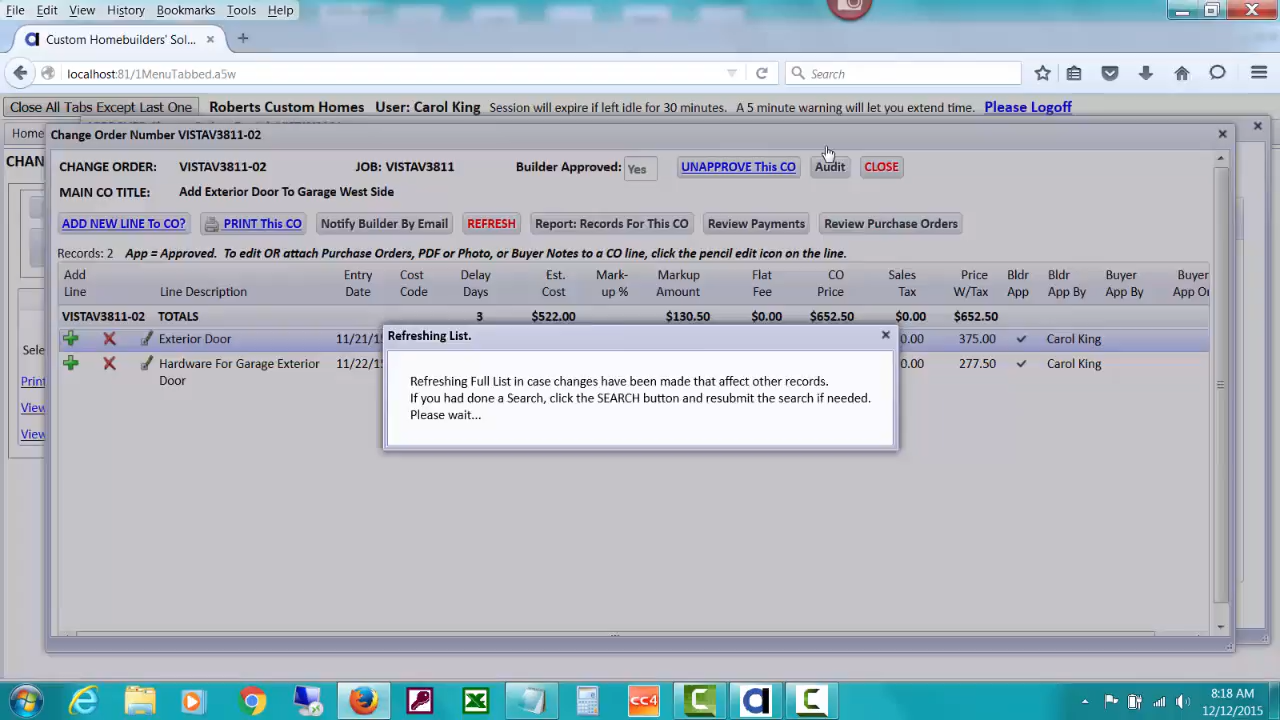 File Edit View History Bookmarks Tools Help
Custom Homebuilders' Sol...
localhost:81/1MenuTabbed.a5w
Search
Close All Tabs Except Last One Roberts Custom Homes User: Carol King Session will expire if left idle for 30 minutes. A 5 minute warning will let you extend time. Please Logoff
Home
Change Order Number VISTAV3811-02
CHANGE ORDER: VISTAV3811-02 JOB: VISTAV3811 Builder Approved: Yes UNAPPROVE This CO Audit CLOSE
MAIN CO TITLE: Add Exterior Door To Garage West Side
ADD NEW LINE To CO? PRINT This CO Notify Builder By Email REFRESH Report: Records For This CO Review Payments Review Purchase Orders
Records: 2 App = Approved. To edit OR attach Purchase Orders, PDF or Photo, or Buyer Notes to a CO line, click the pencil edit icon on the line.
Add Entry Cost Delay Est. Mark- Markup Flat CO Sales Price Bldr Bldr Buyer Buyer
Line Line Description Date Code Days Cost up % Amount Fee Price Tax W/Tax App App By App By App On
VISTAV3811-02 TOTALS 3 $522.00 $130.50 $0.00 $652.50 $0.00 $652.50
Exterior Door 11/21/1 0.00 375.00 Carol King
Hardware For Garage Exterior 11/22/1 0.00 277.50 Carol King
Door
Refreshing List.
Refreshing Full List in case changes have been made that affect other records.
If you had done a Search, click the SEARCH button and resubmit the search if needed.
Please wait...
CHAN
Sele
Print
View
View
CC4
8:18 AM
12/12/2015